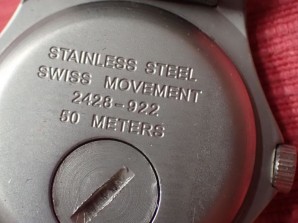 STAINLESS STEEL
SWISS MOVEMENT
2428-922
50 METERS